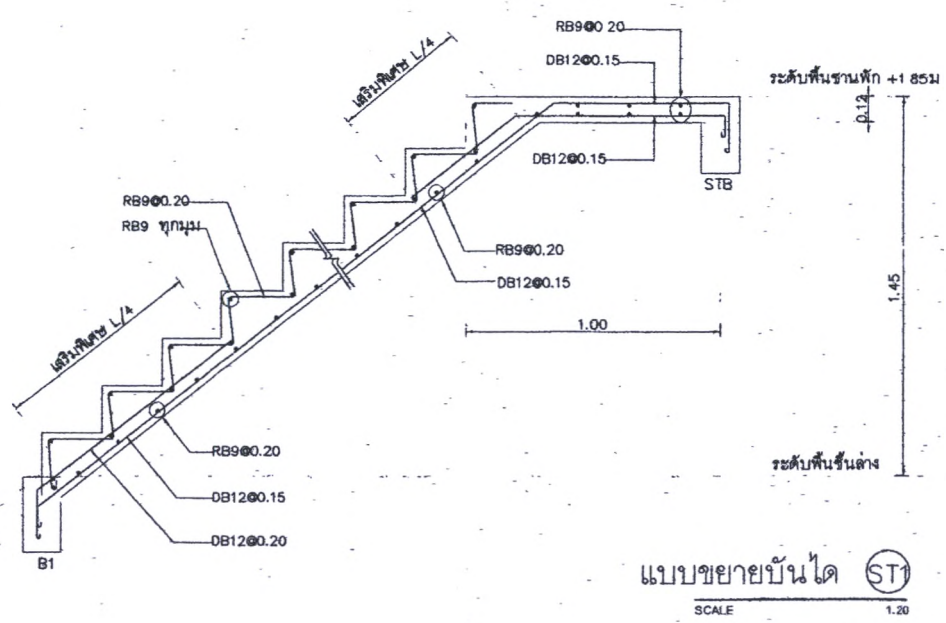 RB9@0 20
DB12@0.15
ระดับพื้นชานพัก +1 85ม
0.12
เสริมพิเศษ L/4
DB12@0.15
STB
RB9@0.20
RB9 ทุกมุม
RB9@0.20
DB12@0.15
1.45
1.00
เสริมพิเศษ L/4
RB9@0.20
ระดับพื้นชั้นล่าง
DB12@0.15
DB12@0.20
B1
แบบขยายบันได ST1
SCALE 1.20